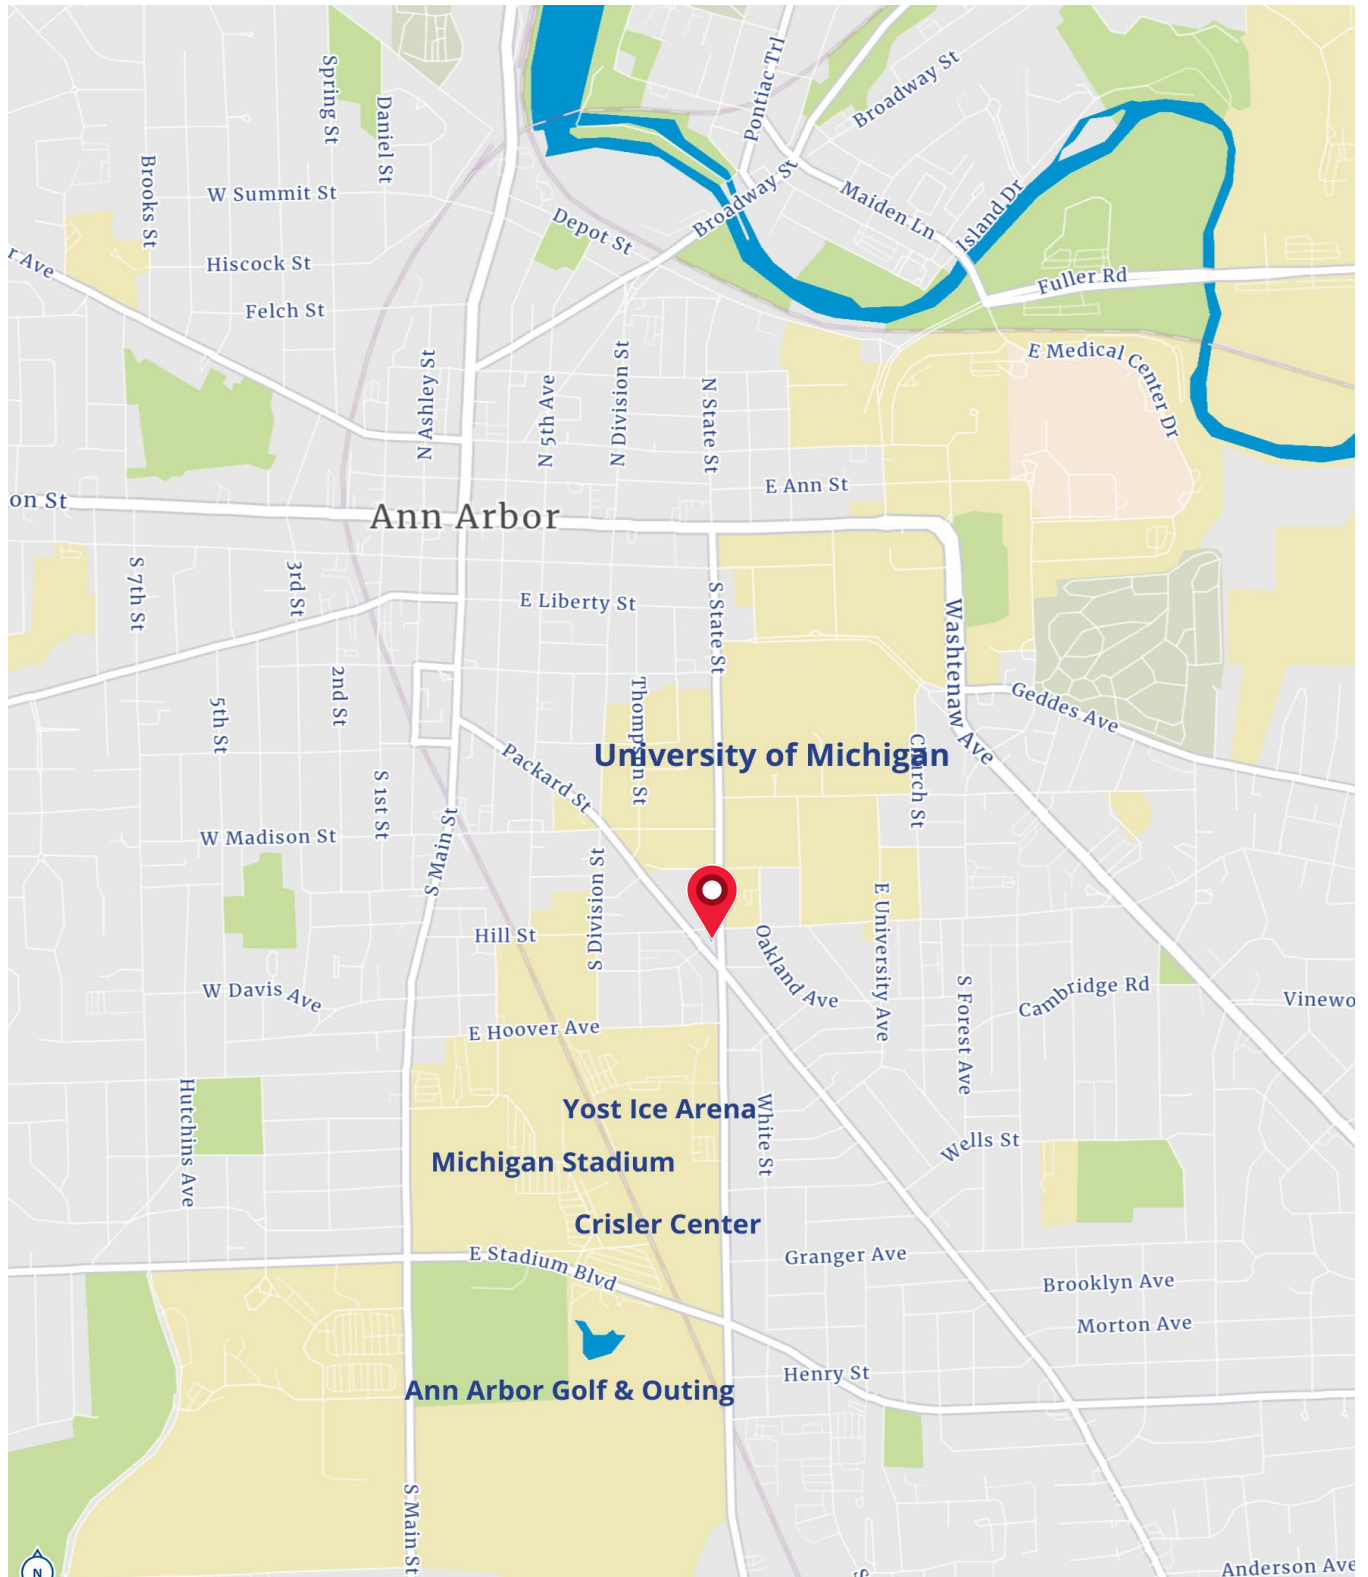 Spring St
Daniel St
Pontiac Trl
Broadway St
Brooks St
W Summit St
Maiden Ln
Broadway St
Island Dr
Depot St
r Ave
Hiscock St
Fuller Rd
Felch St
E Medical Center Dr
N Ashley St
N 5th Ave
N Division St
N State St
E Ann St
on St
Ann Arbor
S 7th St
3rd St
E Liberty St
S State St
Washtenaw Ave
2nd St
5th St
Thompson St
Geddes Ave
University of Michigan
Church St
Packard St
S 1st St
W Madison St
S Main St
S Division St
E University Ave
Hill St
Oakland Ave
W Davis Ave
S Forest Ave
Cambridge Rd
Vinewo
E Hoover Ave
Hutchins Ave
Yost Ice Arena
White St
Wells St
Michigan Stadium
Crisler Center
E Stadium Blvd
Granger Ave
Brooklyn Ave
Morton Ave
Henry St
Ann Arbor Golf & Outing
S Main St
N
Anderson Ave